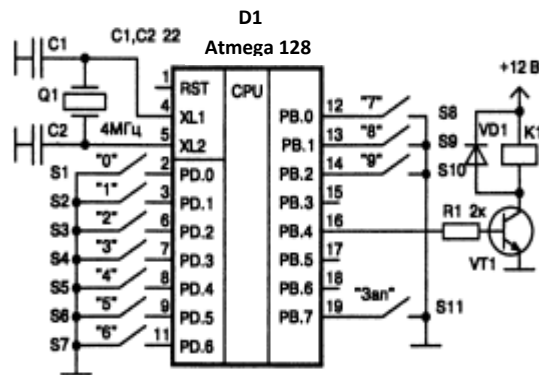 D1
C1
C1,C2 22
Atmega 128
+12 В
Q1
C2
4МГц
1 RST
4 XL1
5 XL2
CPU
S1 "0" 2 PD.0
S2 "1" 3 PD.1
S3 "2" 6 PD.2
S4 "3" 7 PD.3
S5 "4" 8 PD.4
S6 "5" 9 PD.5
S7 "6" 11 PD.6
PB.0 12 "7" S8
PB.1 13 "8" S9
PB.2 14 "9" S10
PB.3 15
PB.4 16
PB.5 17
PB.6 18
PB.7 19 "Зап" S11
VD1
K1
R1 2к
VT1